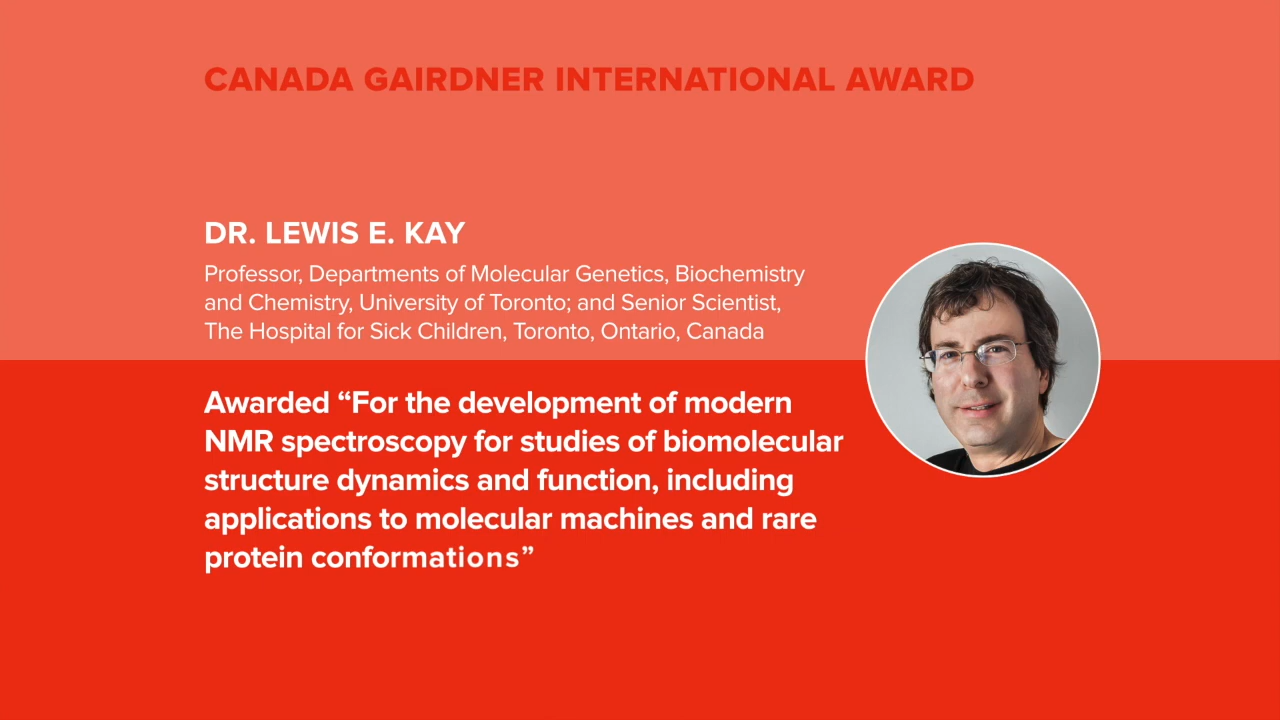 CANADA GAIRDNER INTERNATIONAL AWARD
DR. LEWIS E. KAY
Professor, Departments of Molecular Genetics, Biochemistry
and Chemistry, University of Toronto; and Senior Scientist,
The Hospital for Sick Children, Toronto, Ontario, Canada
Awarded “For the development of modern
NMR spectroscopy for studies of biomolecular
structure dynamics and function, including
applications to molecular machines and rare
protein conformations”